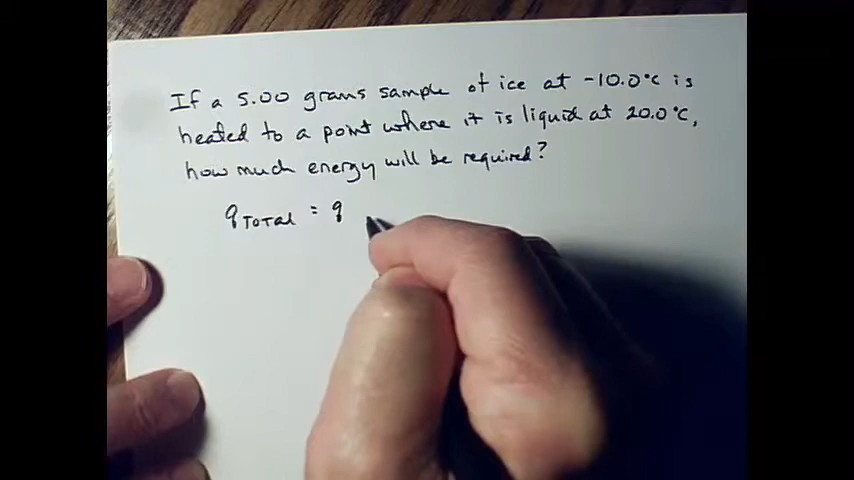 If a 5.00 grams sample of ice at -10.0°C is
heated to a point where it is liquid at 20.0°C,
how much energy will be required?
q TOTAL = q